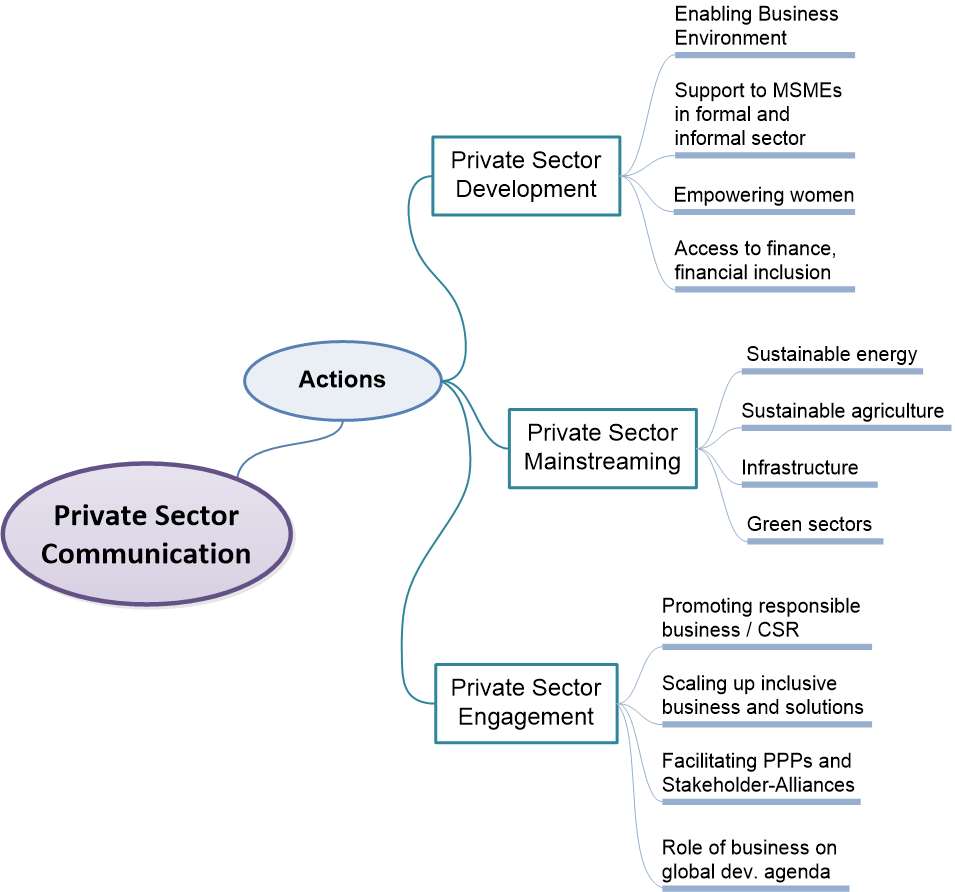 Enabling Business
Environment
Support to MSMEs
in formal and
informal sector
Private Sector
Development
Empowering women
Access to finance,
financial inclusion
Actions
Sustainable energy
Sustainable agriculture
Private Sector
Mainstreaming
Infrastructure
Green sectors
Private Sector
Communication
Promoting responsible
business / CSR
Scaling up inclusive
business and solutions
Private Sector
Engagement
Facilitating PPPs and
Stakeholder-Alliances
Role of business on
global dev. agenda